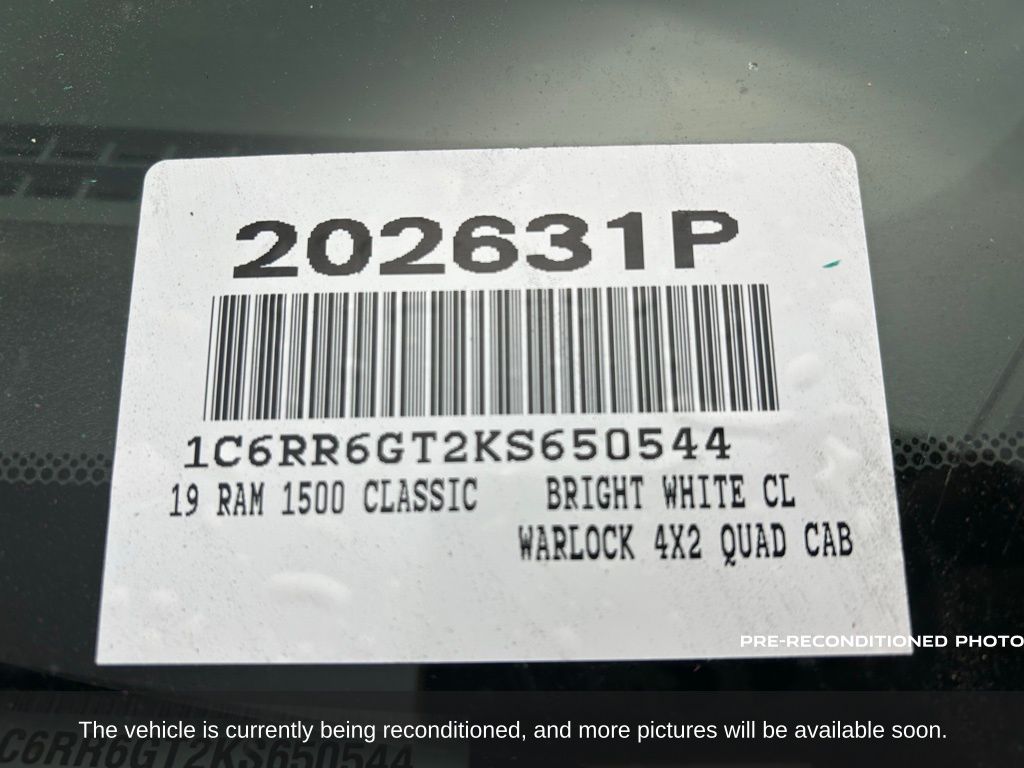 202631P
1C6RR6GT2KS650544
19 RAM 1500 CLASSIC BRIGHT WHITE CL
WARLOCK 4X2 QUAD CAB
PRE-RECONDITIONED PHOTO
The vehicle is currently being reconditioned, and more pictures will be available soon.
C6RR6GT2KS650544